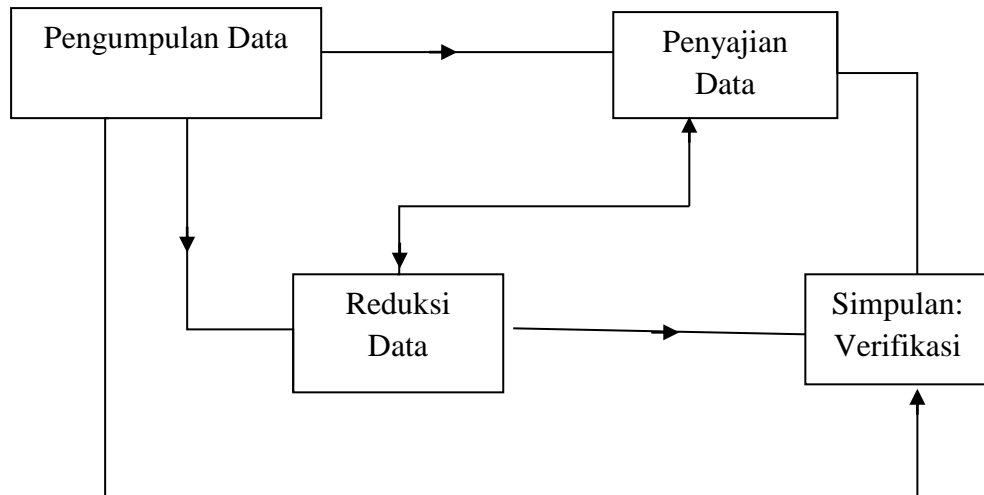 Pengumpulan Data
Penyajian
Data
Reduksi
Data
Simpulan:
Verifikasi